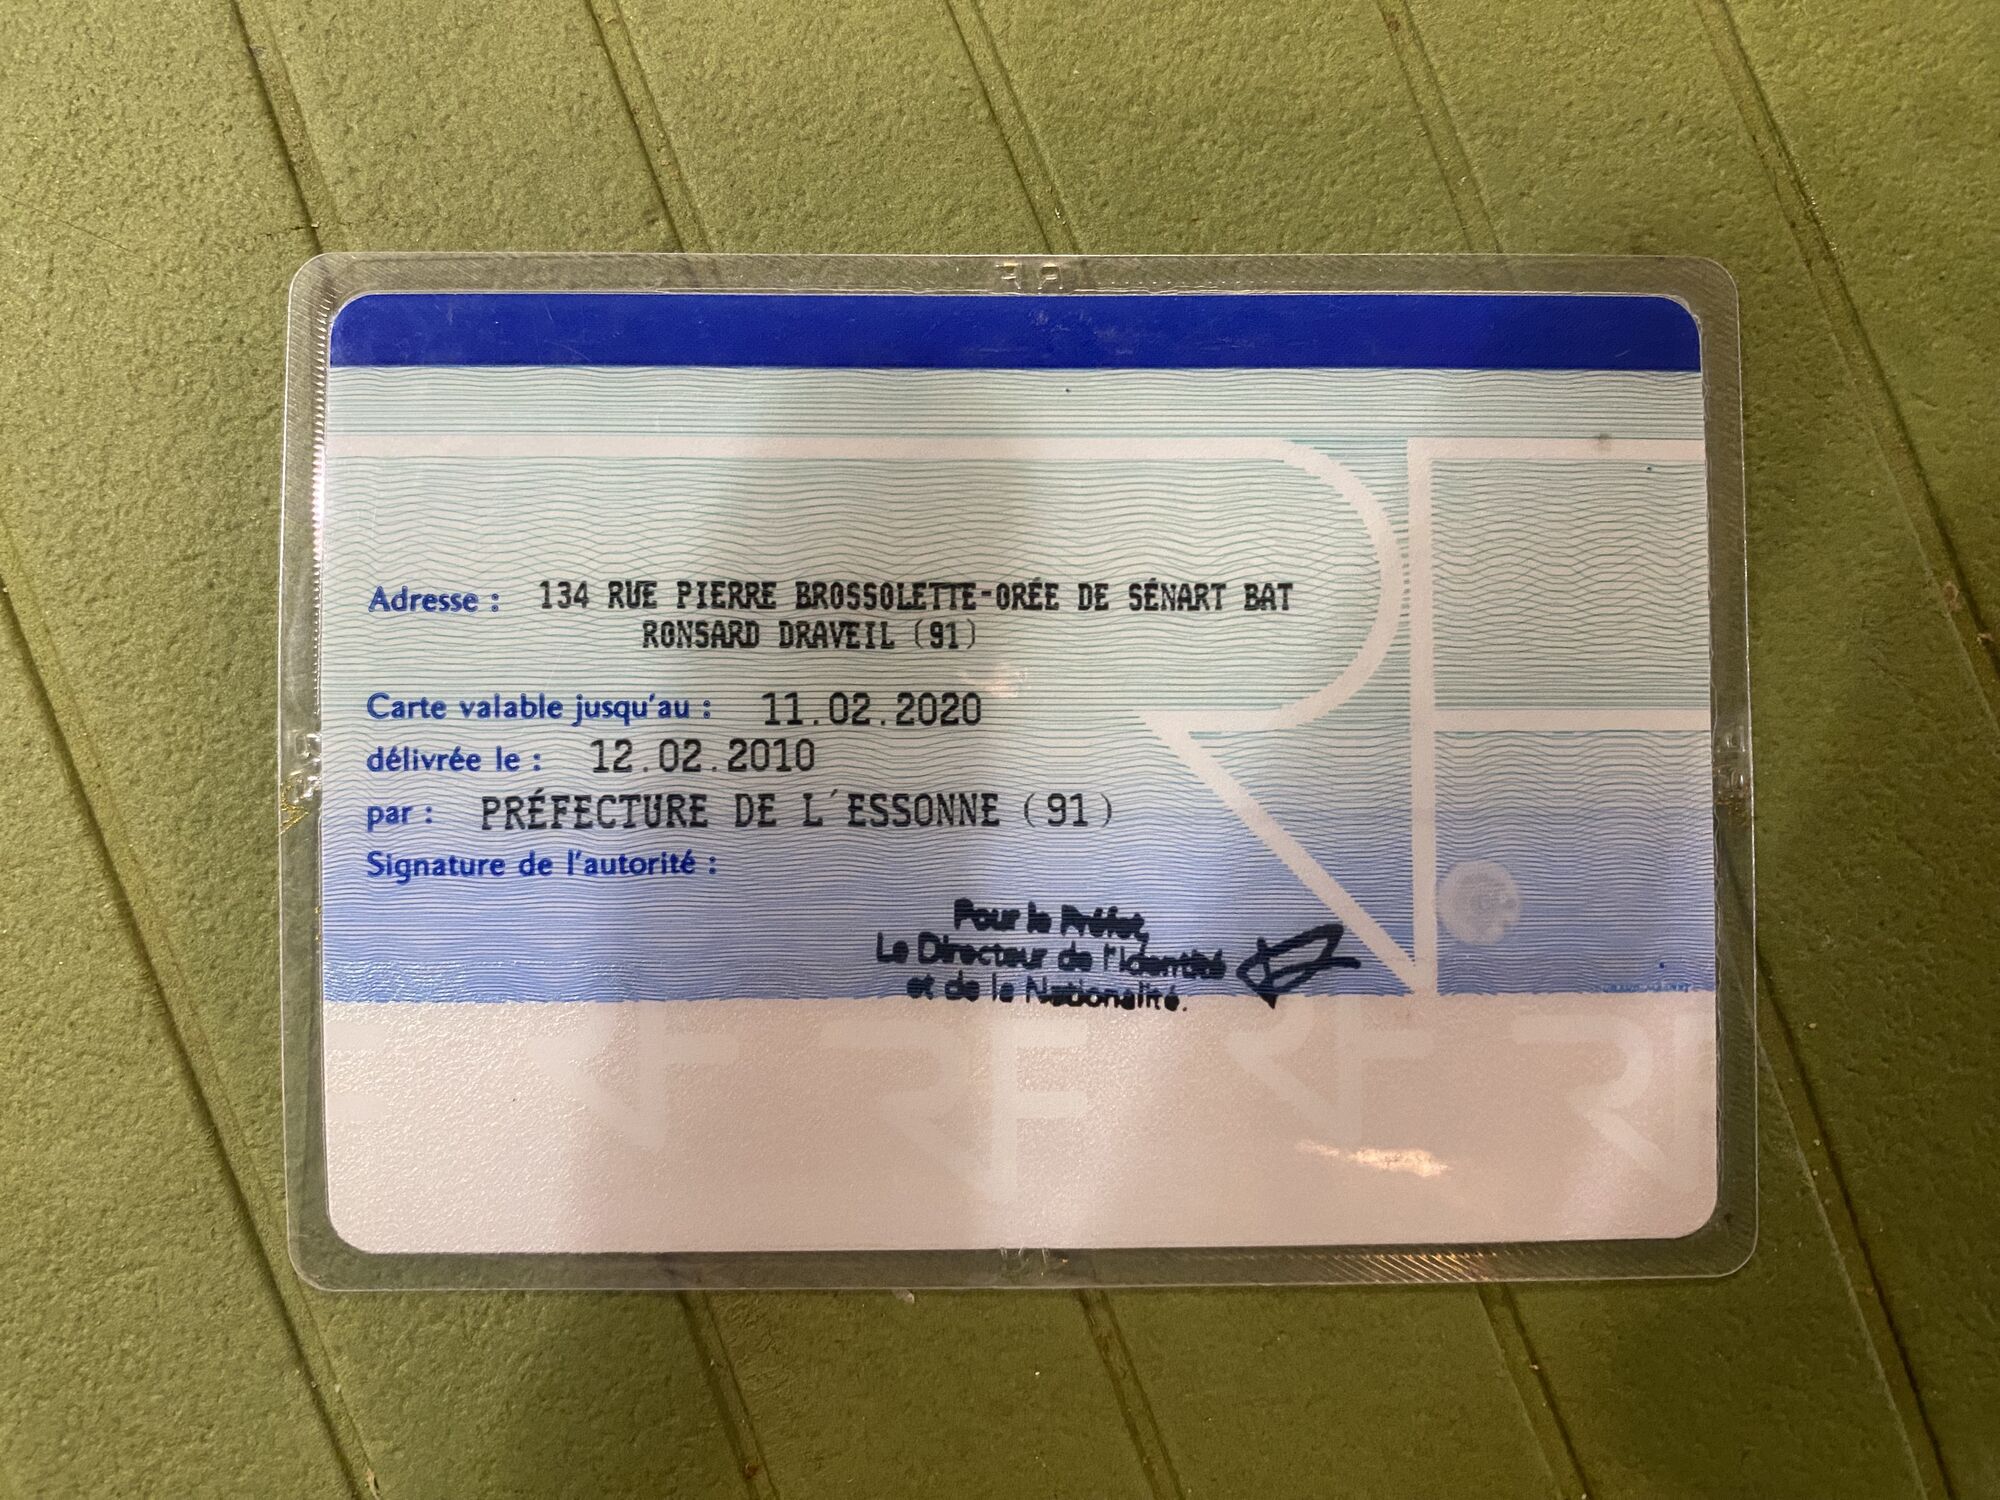 Adresse : 134 RUE PIERRE BROSSOLETTE-ORÉE DE SÉNART BAT
RONSARD DRAVEIL (91)
Carte valable jusqu'au : 11.02.2020
délivrée le : 12.02.2010
par : PRÉFECTURE DE L'ESSONNE (91)
Signature de l'autorité :
Pour le Préfet,
Le Directeur de l'Identité
et de la Nationalité.
RF